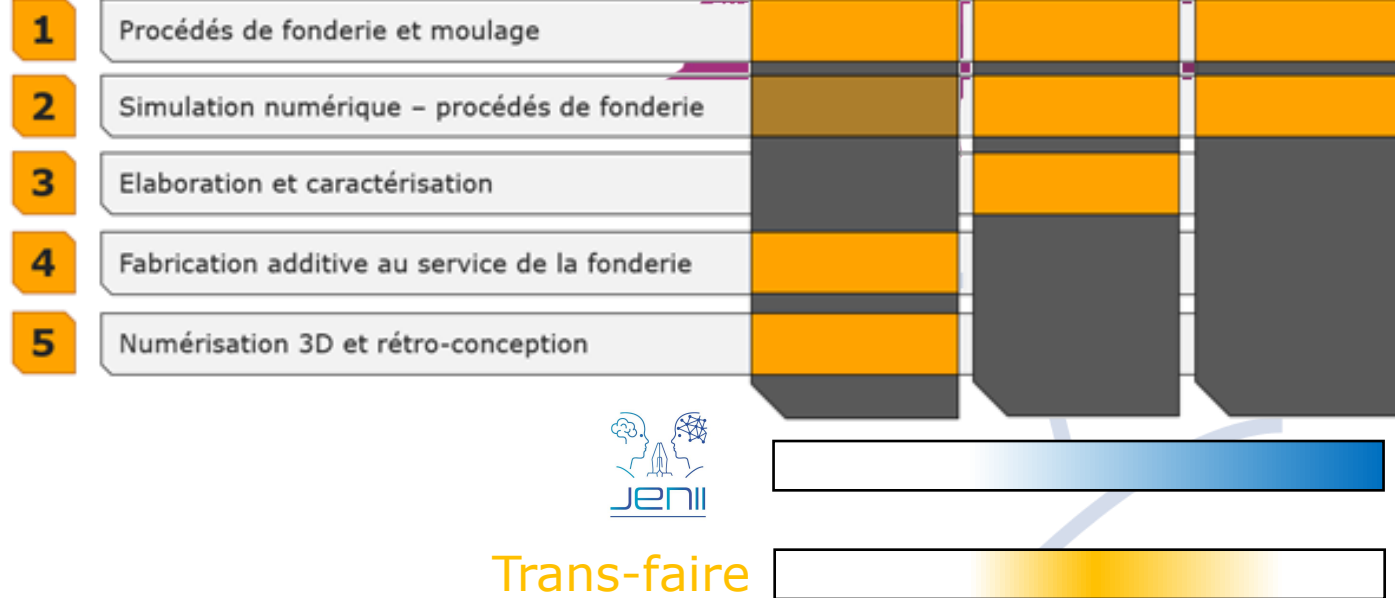 1 Procédés de fonderie et moulage
2 Simulation numérique – procédés de fonderie
3 Elaboration et caractérisation
4 Fabrication additive au service de la fonderie
5 Numérisation 3D et rétro-conception
Jenii
Trans-faire